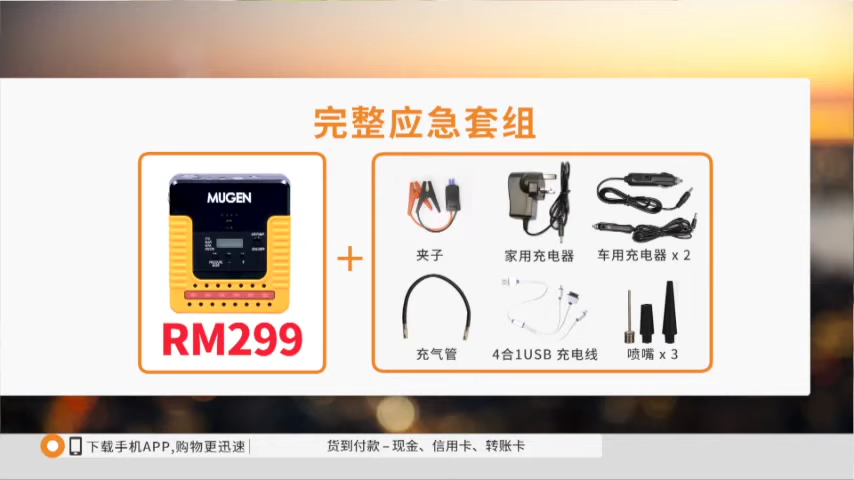 完整应急套组
MUGEN
RM299
+
夹子
家用充电器
车用充电器 x 2
充气管
4合1USB 充电线
喷嘴 x 3
下载手机APP,购物更迅速
货到付款–现金、信用卡、转账卡